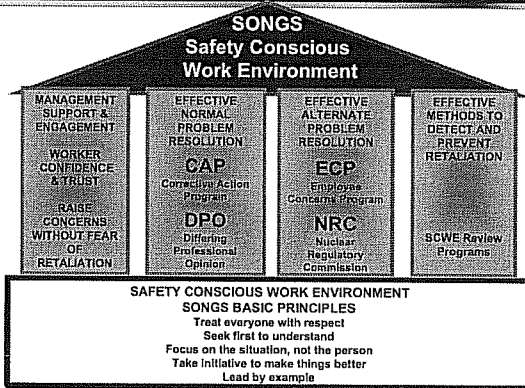 SONGS
Safety Conscious
Work Environment
MANAGEMENT
SUPPORT &
ENGAGEMENT
WORKER
CONFIDENCE
& TRUST
RAISE
CONCERNS
WITHOUT FEAR
OF
RETALIATION
EFFECTIVE
NORMAL
PROBLEM
RESOLUTION
CAP
Corrective Action
Program
DPO
Differing
Professional
Opinion
EFFECTIVE
ALTERNATE
PROBLEM
RESOLUTION
ECP
Employee
Concerns Program
NRC
Nuclear
Regulatory
Commission
EFFECTIVE
METHODS TO
DETECT AND
PREVENT
RETALIATION
SCWE Review
Programs
SAFETY CONSCIOUS WORK ENVIRONMENT
SONGS BASIC PRINCIPLES
Treat everyone with respect
Seek first to understand
Focus on the situation, not the person
Take initiative to make things better
Lead by example